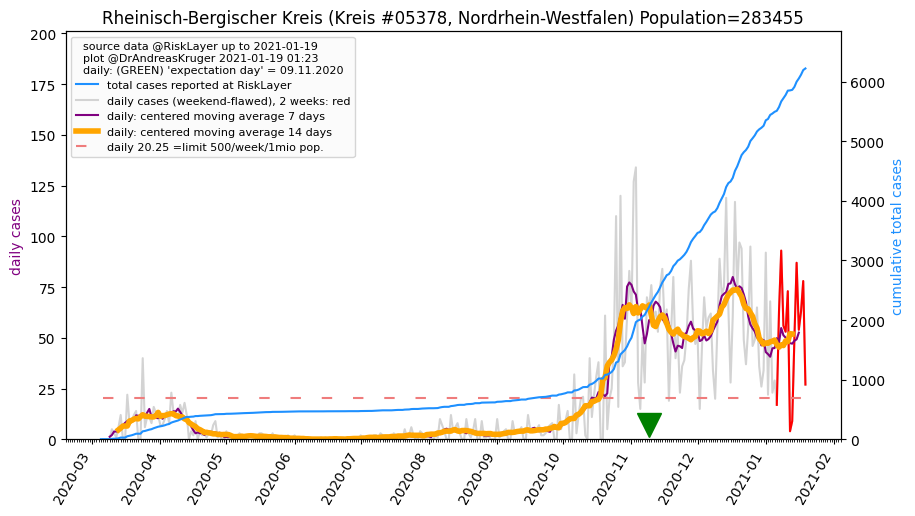 Rheinisch-Bergischer Kreis (Kreis #05378, Nordrhein-Westfalen) Population=283455
source data @RiskLayer up to 2021-01-19
plot @DrAndreasKruger 2021-01-19 01:23
daily: (GREEN) 'expectation day' = 09.11.2020
total cases reported at RiskLayer
daily cases (weekend-flawed), 2 weeks: red
daily: centered moving average 7 days
daily: centered moving average 14 days
daily 20.25 =limit 500/week/1mio pop.
daily cases
200
175
150
125
100
75
50
25
0
cumulative total cases
6000
5000
4000
3000
2000
1000
0
2020-03
2020-04
2020-05
2020-06
2020-07
2020-08
2020-09
2020-10
2020-11
2020-12
2021-01
2021-02